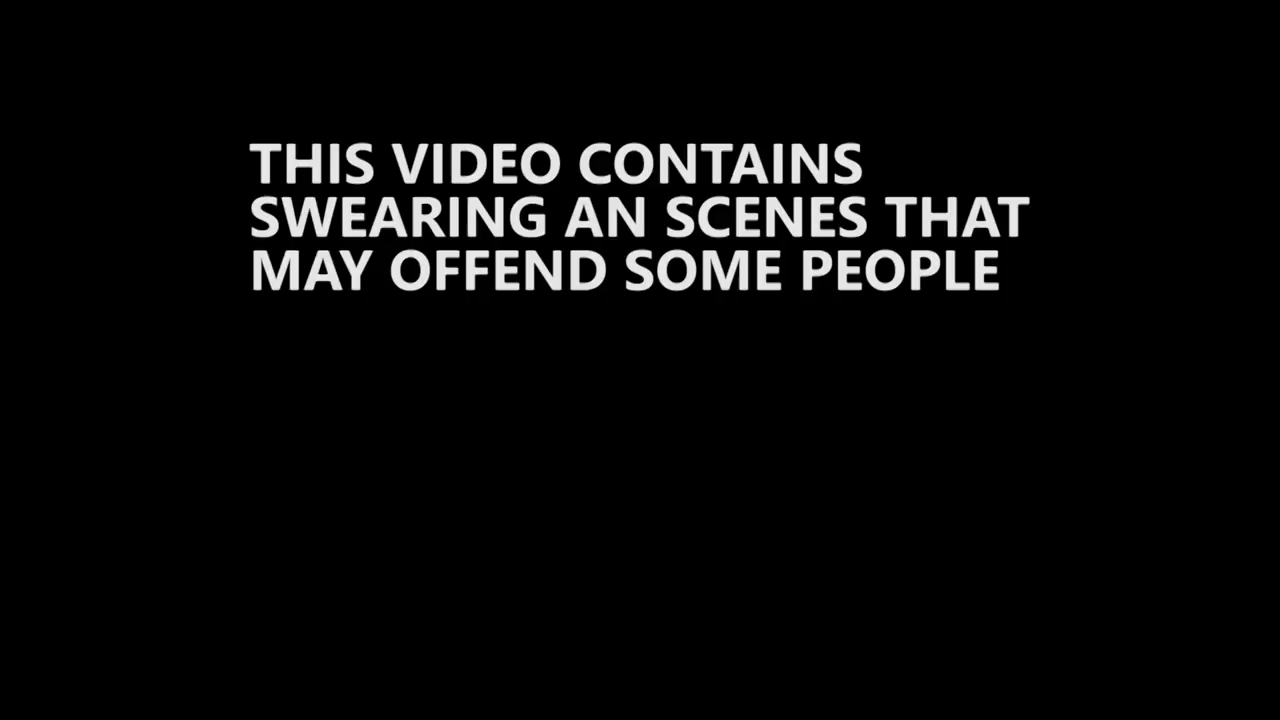 THIS VIDEO CONTAINS
SWEARING AN SCENES THAT
MAY OFFEND SOME PEOPLE